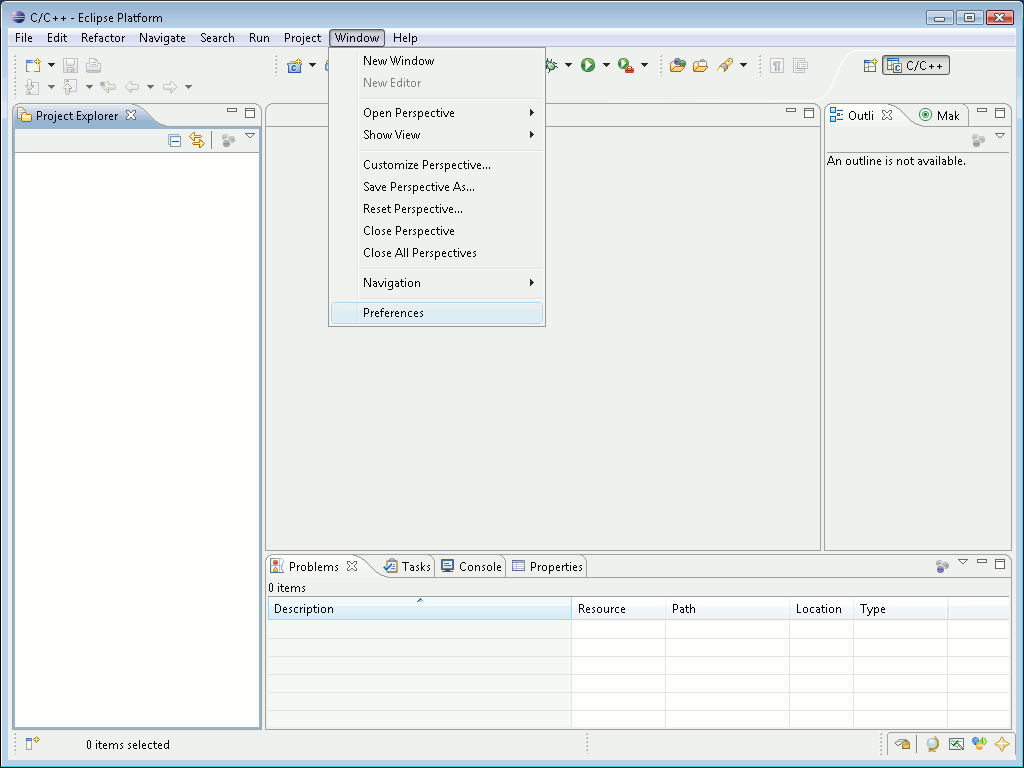 C/C++ - Eclipse Platform
File Edit Refactor Navigate Search Run Project Window Help
New Window
New Editor
Open Perspective
Show View
Customize Perspective...
Save Perspective As...
Reset Perspective...
Close Perspective
Close All Perspectives
Navigation
Preferences
C/C++
Project Explorer
Outli Mak
An outline is not available.
Problems Tasks Console Properties
0 items
Description Resource Path Location Type
0 items selected